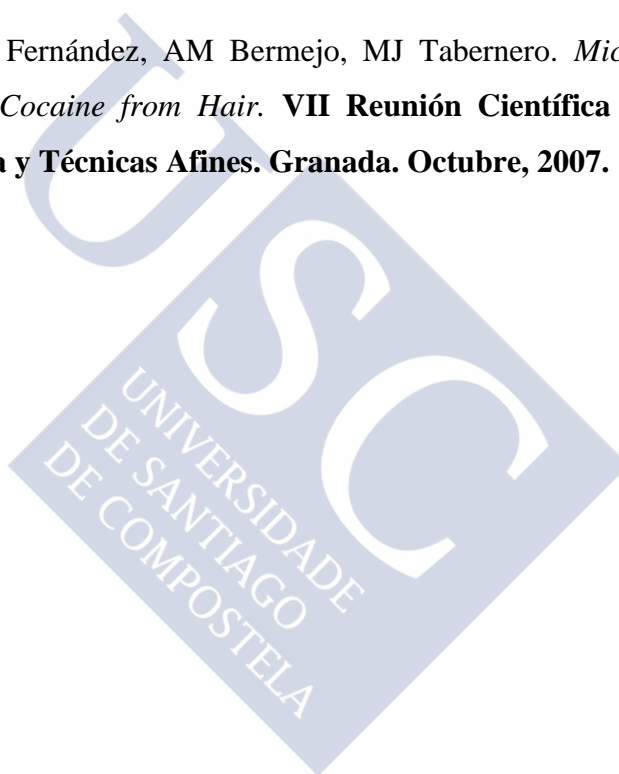 Fernández, AM Bermejo, MJ Tabernero.
Cocaine from Hair. VII Reunión Científica
y Técnicas Afines. Granada. Octubre, 2007.
USC
UNIVERSIDADE
DE SANTIAGO
DE COMPOSTELA